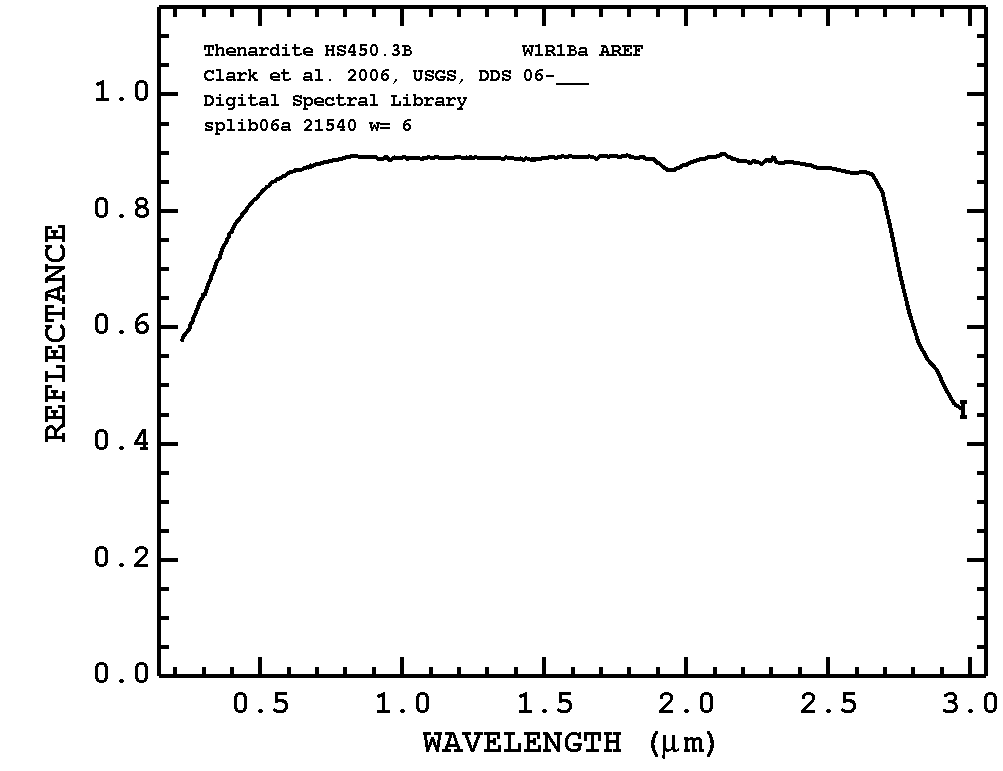 Thenardite HS450.3B W1R1Ba AREF
Clark et al. 2006, USGS, DDS 06-___
Digital Spectral Library
splib06a 21540 w= 6
1.0
0.8
0.6
0.4
0.2
0.0
REFLECTANCE
0.5 1.0 1.5 2.0 2.5 3.0
WAVELENGTH (μm)